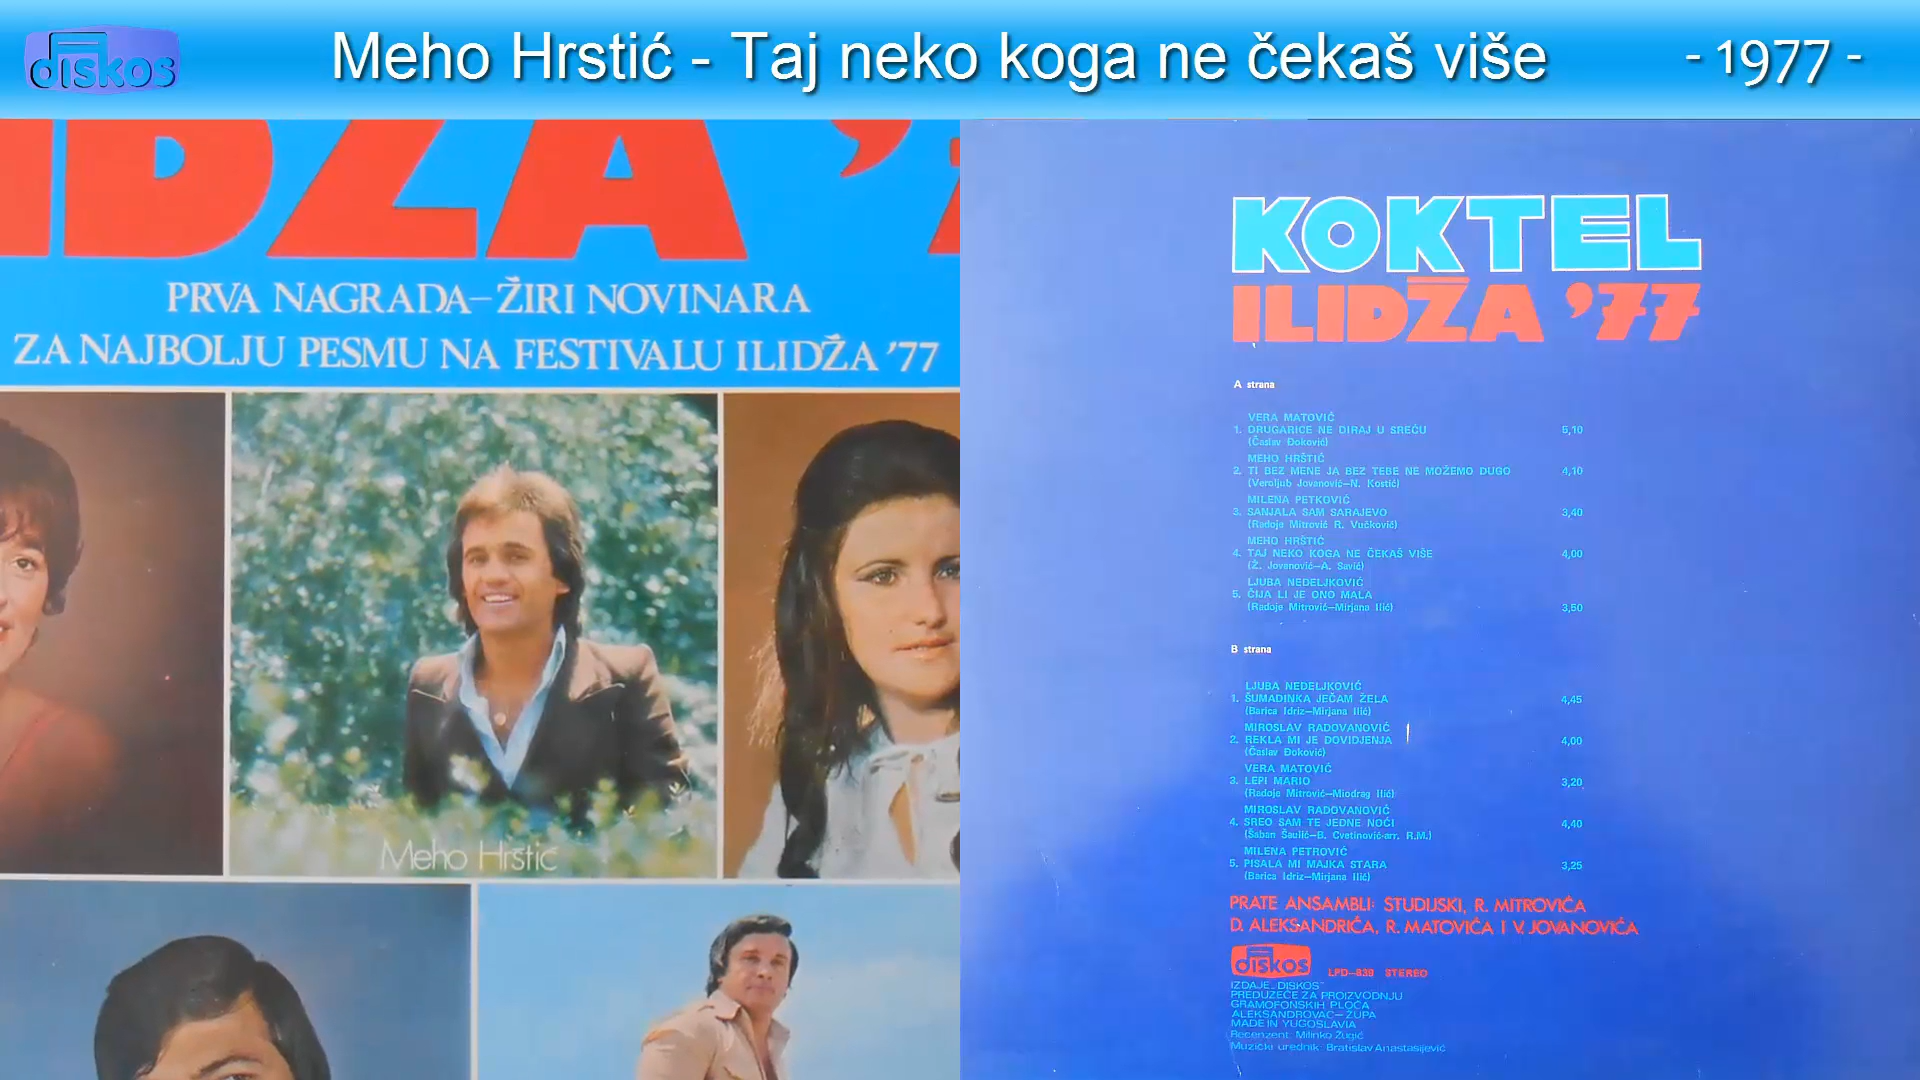 diskos
Meho Hrstić - Taj neko koga ne čekaš više
- 1977 -
IDŽA '7
PRVA NAGRADA–ŽIRI NOVINARA
ZA NAJBOLJU PESMU NA FESTIVALU ILIDŽA '77
Meho Hrštić
KOKTEL
ILIDŽA '77
A strana
VERA MATOVIĆ
1. DRUGARICE NE DIRAJ U SREĆU 5,10
(Časlav Đoković)
MEHO HRŠTIĆ
2. TI BEZ MENE JA BEZ TEBE NE MOŽEMO DUGO 4,10
(Veroljub Jovanović–N. Kostić)
MILENA PETKOVIĆ
3. SANJALA SAM SARAJEVO 3,40
(Radoje Mitrović R. Vučković)
MEHO HRŠTIĆ
4. TAJ NEKO KOGA NE ČEKAŠ VIŠE 4,00
(Ž. Jovanović–A. Savić)
LJUBA NEDELJKOVIĆ
5. ČIJA LI JE ONO MALA
(Radoje Mitrović–Mirjana Ilić) 3,50
B strana
LJUBA NEDELJKOVIĆ
1. ŠUMADINKA JEČAM ŽELA 4,45
(Barica Idriz–Mirjana Ilić)
MIROSLAV RADOVANOVIĆ
2. REKLA MI JE DOVIDJENJA 4,00
(Časlav Đoković)
VERA MATOVIĆ
3. LEPI MARIO 3,20
(Radoje Mitrović–Miodrag Ilić)
MIROSLAV RADOVANOVIĆ
4. SREO SAM TE JEDNE NOĆI 4,40
(Šaban Šaulić–B. Cvetinović-arr. R.M.)
MILENA PETROVIĆ
5. PISALA MI MAJKA STARA 3,25
(Barica Idriz–Mirjana Ilić)
PRATE ANSAMBLI: STUDIJSKI, R. MITROVIĆA
D. ALEKSANDRIĆA, R. MATOVIĆA I V. JOVANOVIĆA
diskos LPD–839 STEREO
IZDAJE „DISKOS"
PREDUZEĆE ZA PROIZVODNJU
GRAMOFONSKIH PLOČA
ALEKSANDROVAC– ŽUPA
MADE IN YUGOSLAVIA
Recenzent: Milinko Žugić
Muzički urednik: Bratislav Anastasijević